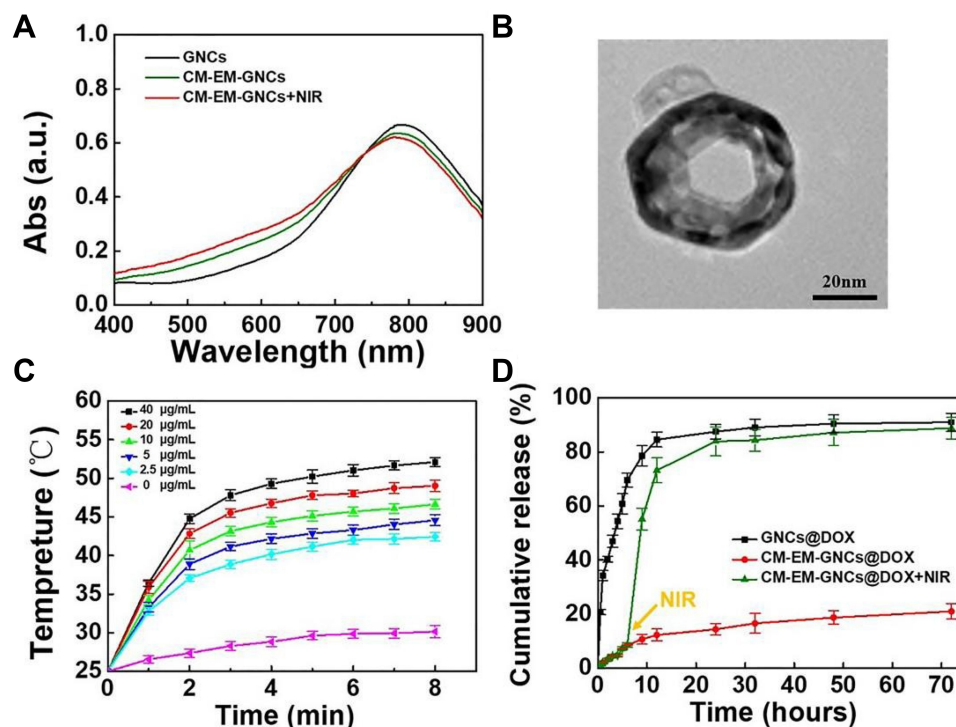 A
Abs (a.u.)
1.0
0.8
0.6
0.4
0.2
0.0
GNCs
CM-EM-GNCs
CM-EM-GNCs+NIR
400 500 600 700 800 900
Wavelength (nm)
B
20nm
C
Tempreture (℃)
60
55
50
45
40
35
30
25
40 µg/mL
20 µg/mL
10 µg/mL
5 µg/mL
2.5 µg/mL
0 µg/mL
0 2 4 6 8
Time (min)
D
Cumulative release (%)
100
80
60
40
20
0
GNCs@DOX
CM-EM-GNCs@DOX
CM-EM-GNCs@DOX+NIR
NIR
0 10 20 30 40 50 60 70
Time (hours)